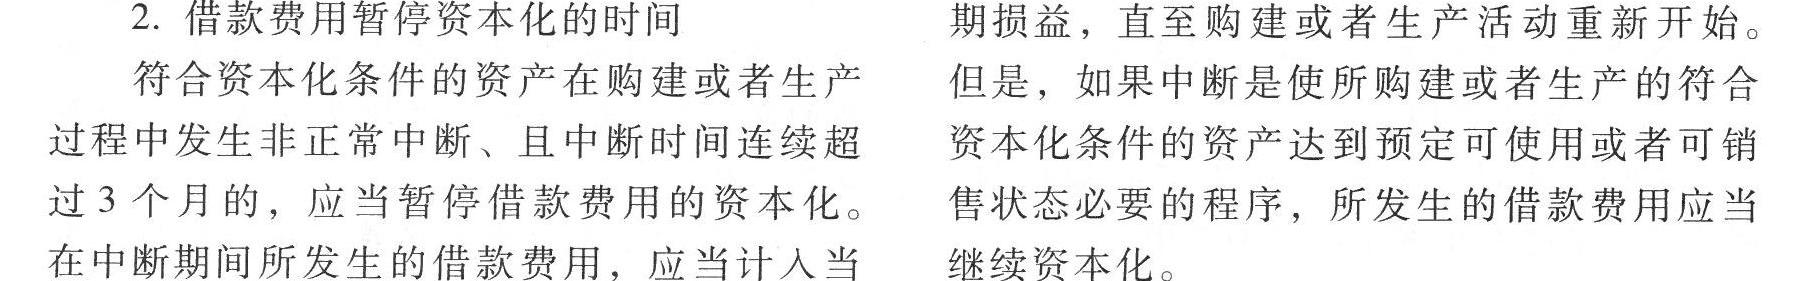 2. 借款费用暂停资本化的时间
符合资本化条件的资产在购建或者生产
过程中发生非正常中断、且中断时间连续超
过3个月的，应当暂停借款费用的资本化。
在中断期间所发生的借款费用，应当计入当
期损益，直至购建或者生产活动重新开始。
但是，如果中断是使所购建或者生产的符合
资本化条件的资产达到预定可使用或者可销
售状态必要的程序，所发生的借款费用应当
继续资本化。